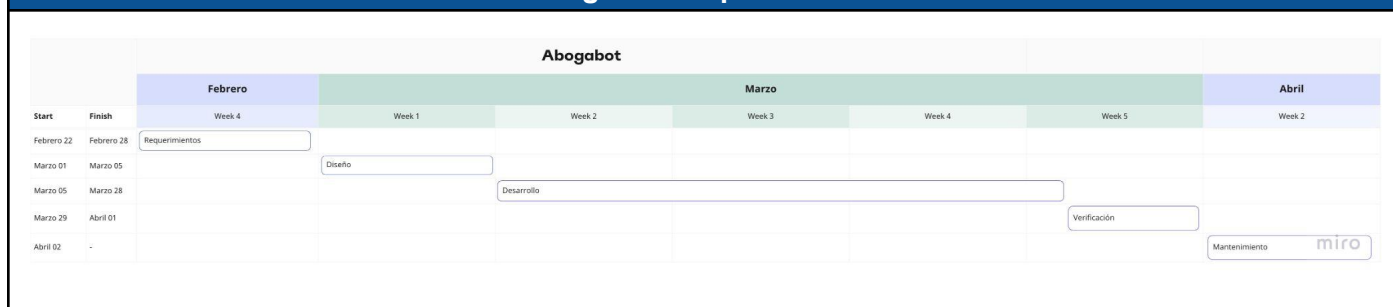 Abogabot
Febrero Marzo Abril
Start Finish Week 4 Week 1 Week 2 Week 3 Week 4 Week 5 Week 2
Febrero 22 Febrero 28 Requerimientos
Marzo 01 Marzo 05 Diseño
Marzo 05 Marzo 28 Desarrollo
Marzo 29 Abril 01 Verificación
Abril 02 - Mantenimiento miro